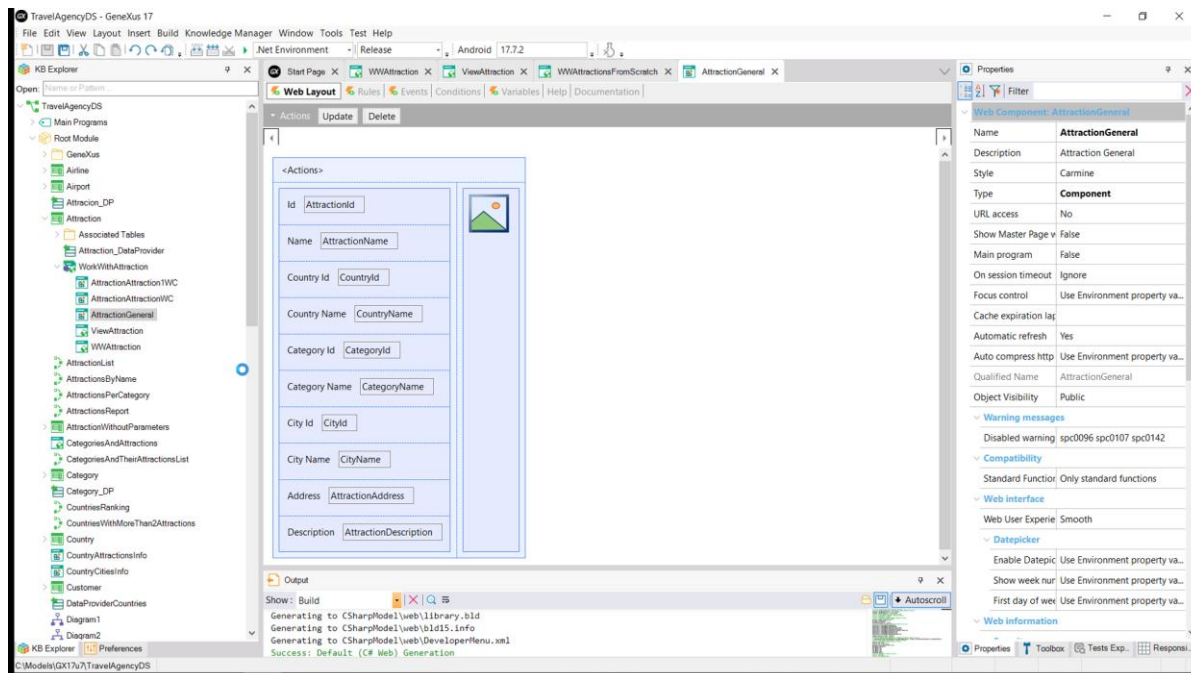 TravelAgencyDS - GeneXus 17
File Edit View Layout Insert Build Knowledge Manager Window Tools Test Help
.Net Environment Release Android 17.7.2
KB Explorer
Open: Name or Pattern...
TravelAgencyDS
Main Programs
Root Module
GeneXus
Airline
Airport
Attracion_DP
Attraction
Associated Tables
Attraction_DataProvider
WorkWithAttraction
AttractionAttraction1WC
AttractionAttractionWC
AttractionGeneral
ViewAttraction
WWAttraction
AttractionList
AttractionsByName
AttractionsPerCategory
AttractionsReport
AttractionWithoutParameters
CategoriesAndAttractions
CategoriesAndTheirAttractionsList
Category
Category_DP
CountriesRanking
CountriesWithMoreThan2Attractions
Country
CountryAttractionsInfo
CountryCitiesInfo
Customer
DataProviderCountries
Diagram1
Diagram2
KB Explorer Preferences
C:\Models\GX17u7\TravelAgencyDS
Start Page WWAttraction ViewAttraction WWAttractionsFromScratch AttractionGeneral
Web Layout Rules Events Conditions Variables Help Documentation
Actions Update Delete
<Actions>
Id AttractionId
Name AttractionName
Country Id CountryId
Country Name CountryName
Category Id CategoryId
Category Name CategoryName
City Id CityId
City Name CityName
Address AttractionAddress
Description AttractionDescription
Output
Show: Build Autoscroll
Generating to CSharpModel\web\library.bld
Generating to CSharpModel\web\bld15.info
Generating to CSharpModel\web\DeveloperMenu.xml
Success: Default (C# Web) Generation
Properties
Filter
Web Component: AttractionGeneral
Name AttractionGeneral
Description Attraction General
Style Carmine
Type Component
URL access No
Show Master Page w False
Main program False
On session timeout Ignore
Focus control Use Environment property va...
Cache expiration lap
Automatic refresh Yes
Auto compress http Use Environment property va...
Qualified Name AttractionGeneral
Object Visibility Public
Warning messages
Disabled warning spc0096 spc0107 spc0142
Compatibility
Standard Function Only standard functions
Web interface
Web User Experie Smooth
Datepicker
Enable Datepic Use Environment property va...
Show week nur Use Environment property va...
First day of wee Use Environment property va...
Web information
Properties Toolbox Tests Exp... Responsi...